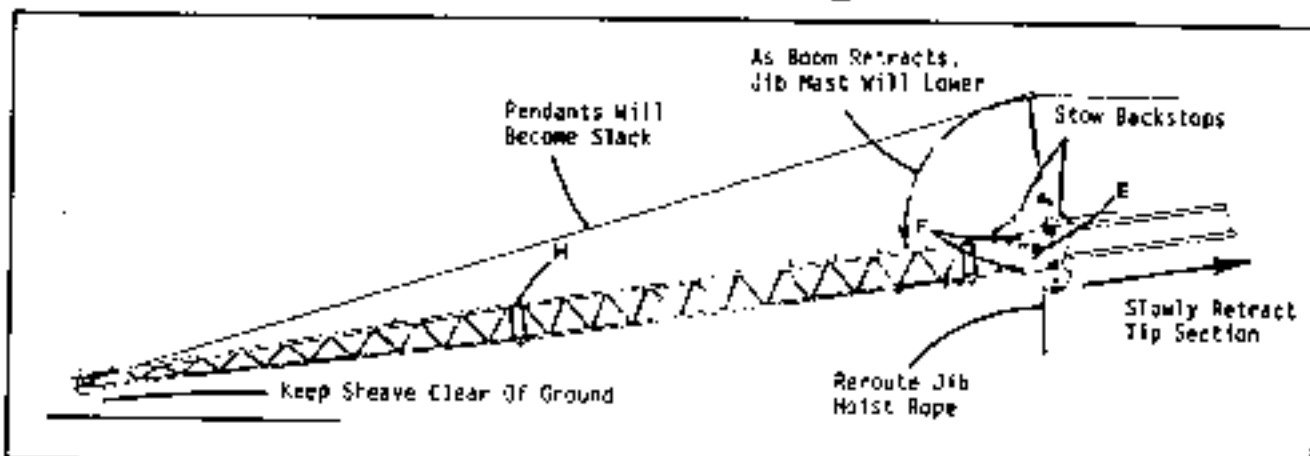 As Boom Retracts,
Jib Mast Will Lower
Pendants Will
Become Slack
Stow Backstops
E
F
H
Slowly Retract
Tip Section
Keep Sheave Clear Of Ground
Reroute Jib
Hoist Rope